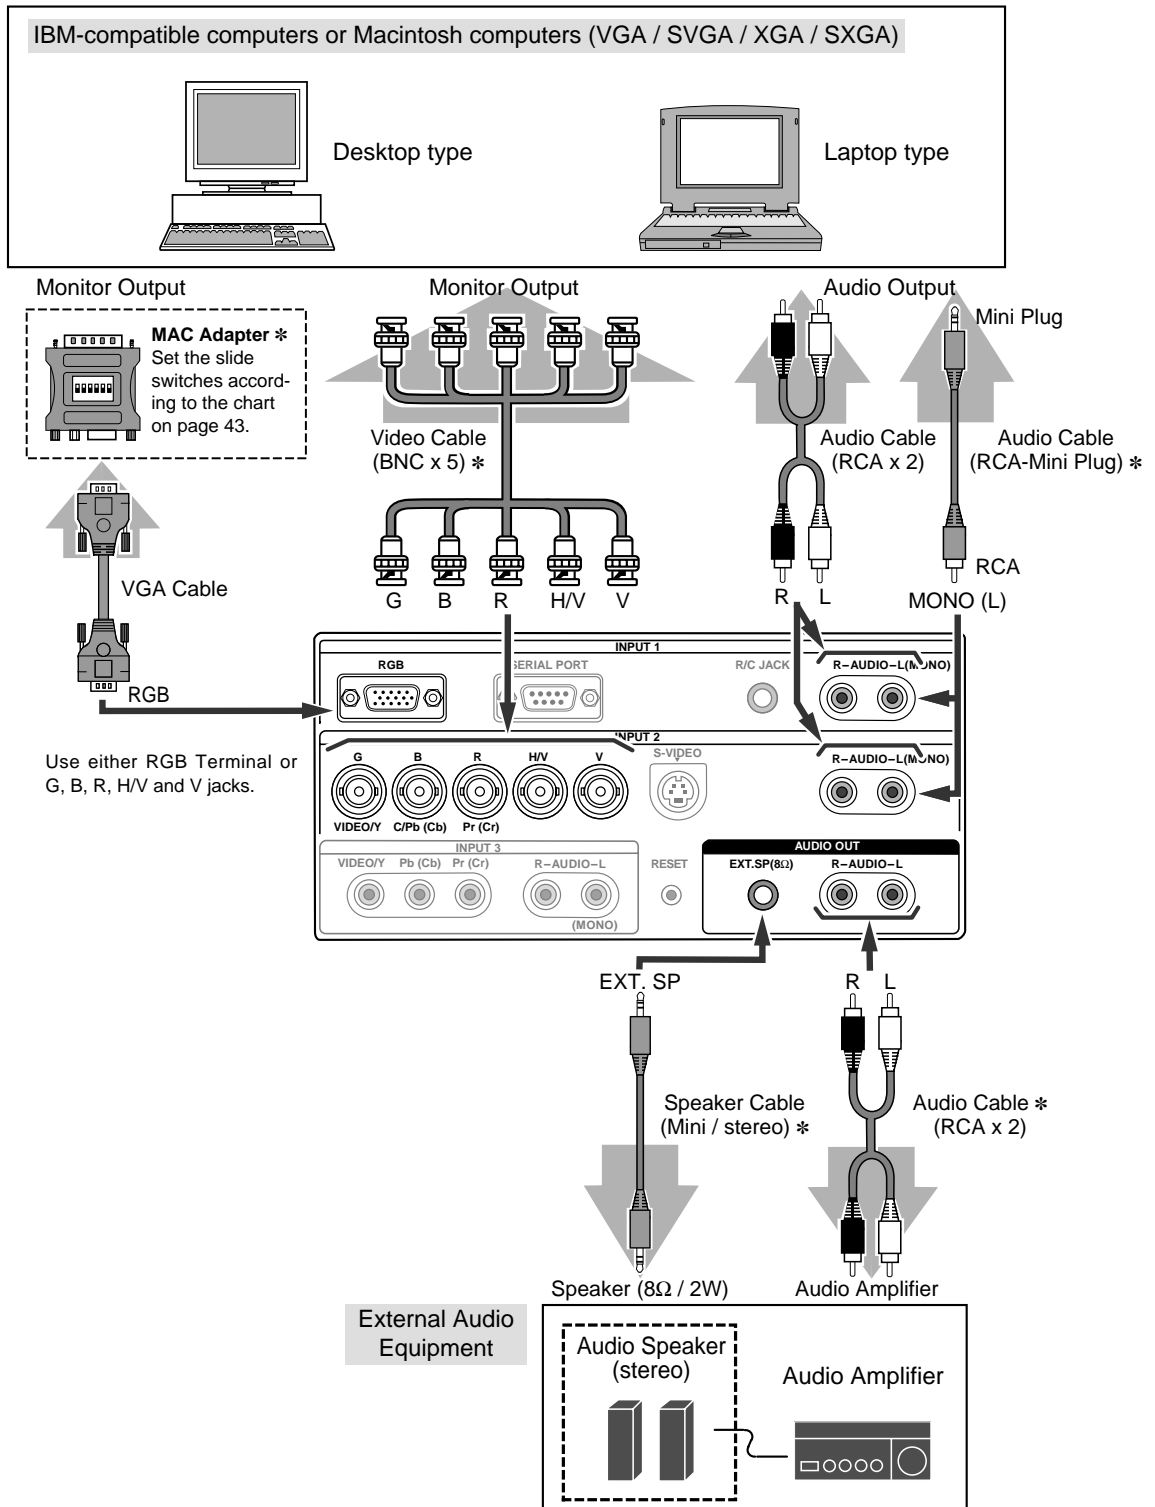 IBM-compatible computers or Macintosh computers (VGA / SVGA / XGA / SXGA)
Desktop type
Laptop type
Monitor Output
Monitor Output
Audio Output
MAC Adapter ✻
Set the slide
switches accord-
ing to the chart
on page 43.
Mini Plug
Video Cable
(BNC x 5) ✻
Audio Cable
(RCA x 2)
Audio Cable
(RCA-Mini Plug) ✻
VGA Cable
RCA
G B R H/V V
R L
MONO (L)
RGB
Use either RGB Terminal or
G, B, R, H/V and V jacks.
INPUT 1
RGB
SERIAL PORT
R/C JACK
R–AUDIO–L(MONO)
INPUT 2
G B R H/V V
S-VIDEO
R–AUDIO–L(MONO)
VIDEO/Y C/Pb (Cb) Pr (Cr)
INPUT 3
VIDEO/Y Pb (Cb) Pr (Cr)
R–AUDIO–L
(MONO)
RESET
AUDIO OUT
EXT.SP(8Ω)
R–AUDIO–L
EXT. SP
R L
Speaker Cable
(Mini / stereo) ✻
Audio Cable ✻
(RCA x 2)
Speaker (8Ω / 2W)
Audio Amplifier
External Audio
Equipment
Audio Speaker
(stereo)
Audio Amplifier